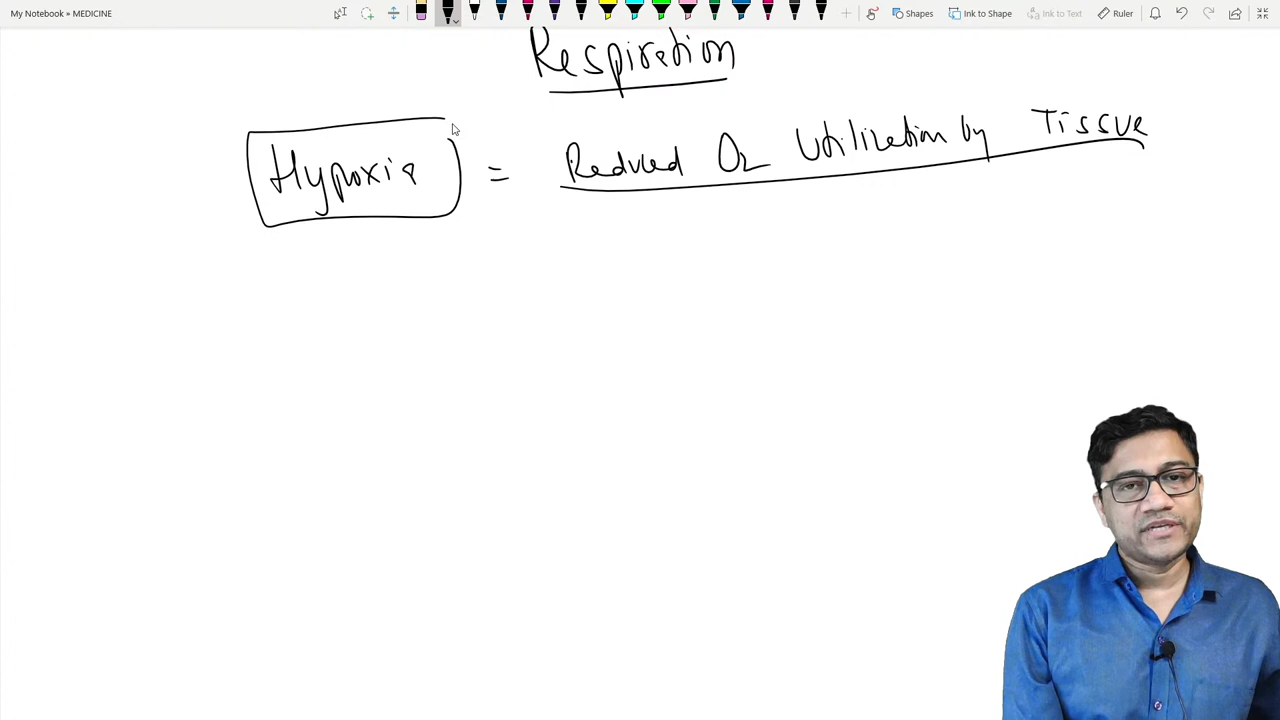 My Notebook » MEDICINE
Shapes Ink to Shape Ink to Text Ruler
Respiration
Hypoxia = Reduced O2 Utilization by Tissue